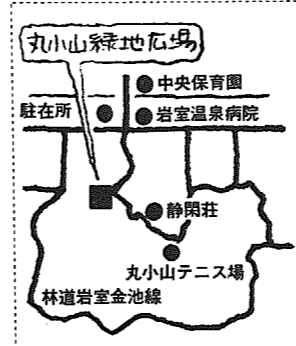 丸小山緑地広場
中央保育園
駐在所
岩室温泉病院
静閑荘
丸小山テニス場
林道岩室金池線